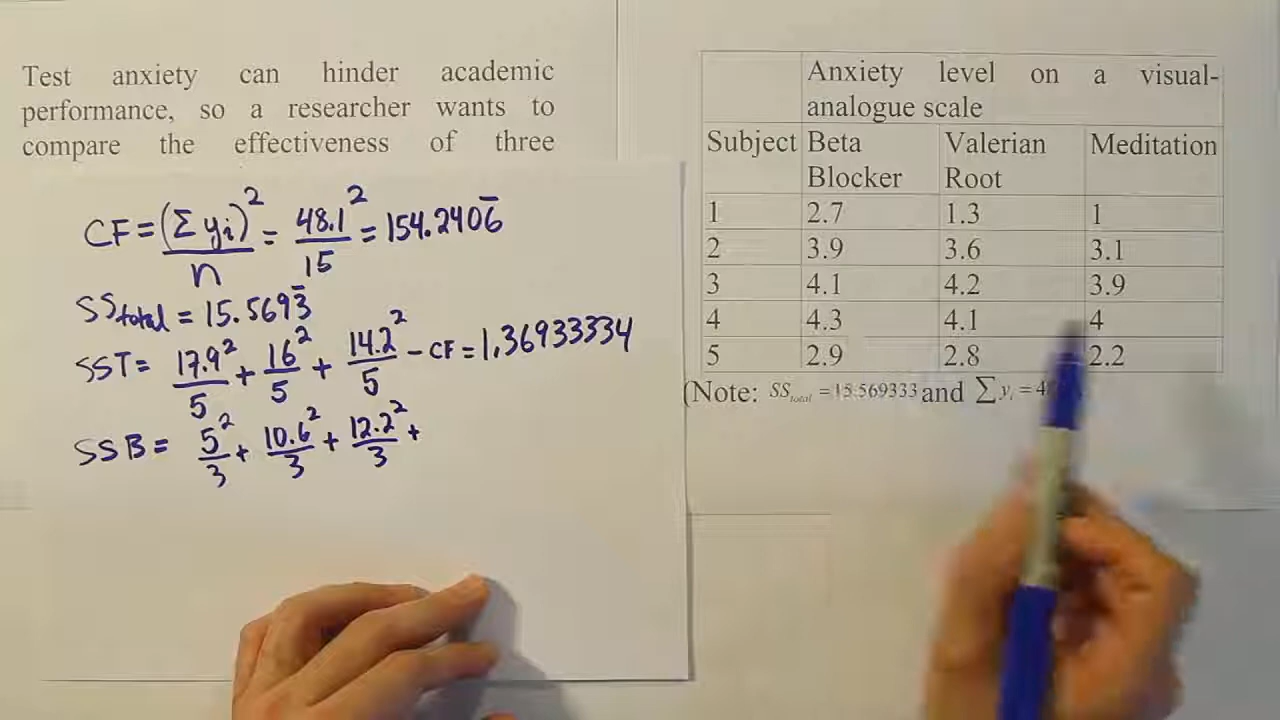 Test anxiety can hinder academic
performance, so a researcher wants to
compare the effectiveness of three
CF = (Σ yi)² / n = 48.1² / 15 = 154.2406̄
SStotal = 15.5693̄
SST = 17.9²/5 + 16²/5 + 14.2²/5 − CF = 1.36933334
SSB = 5²/3 + 10.6²/3 + 12.2²/3 +
Anxiety level on a visual-
analogue scale
Subject Beta Blocker Valerian Root Meditation
1 2.7 1.3 1
2 3.9 3.6 3.1
3 4.1 4.2 3.9
4 4.3 4.1 4
5 2.9 2.8 2.2
(Note: SStotal = 15.569333 and Σ yi = 4